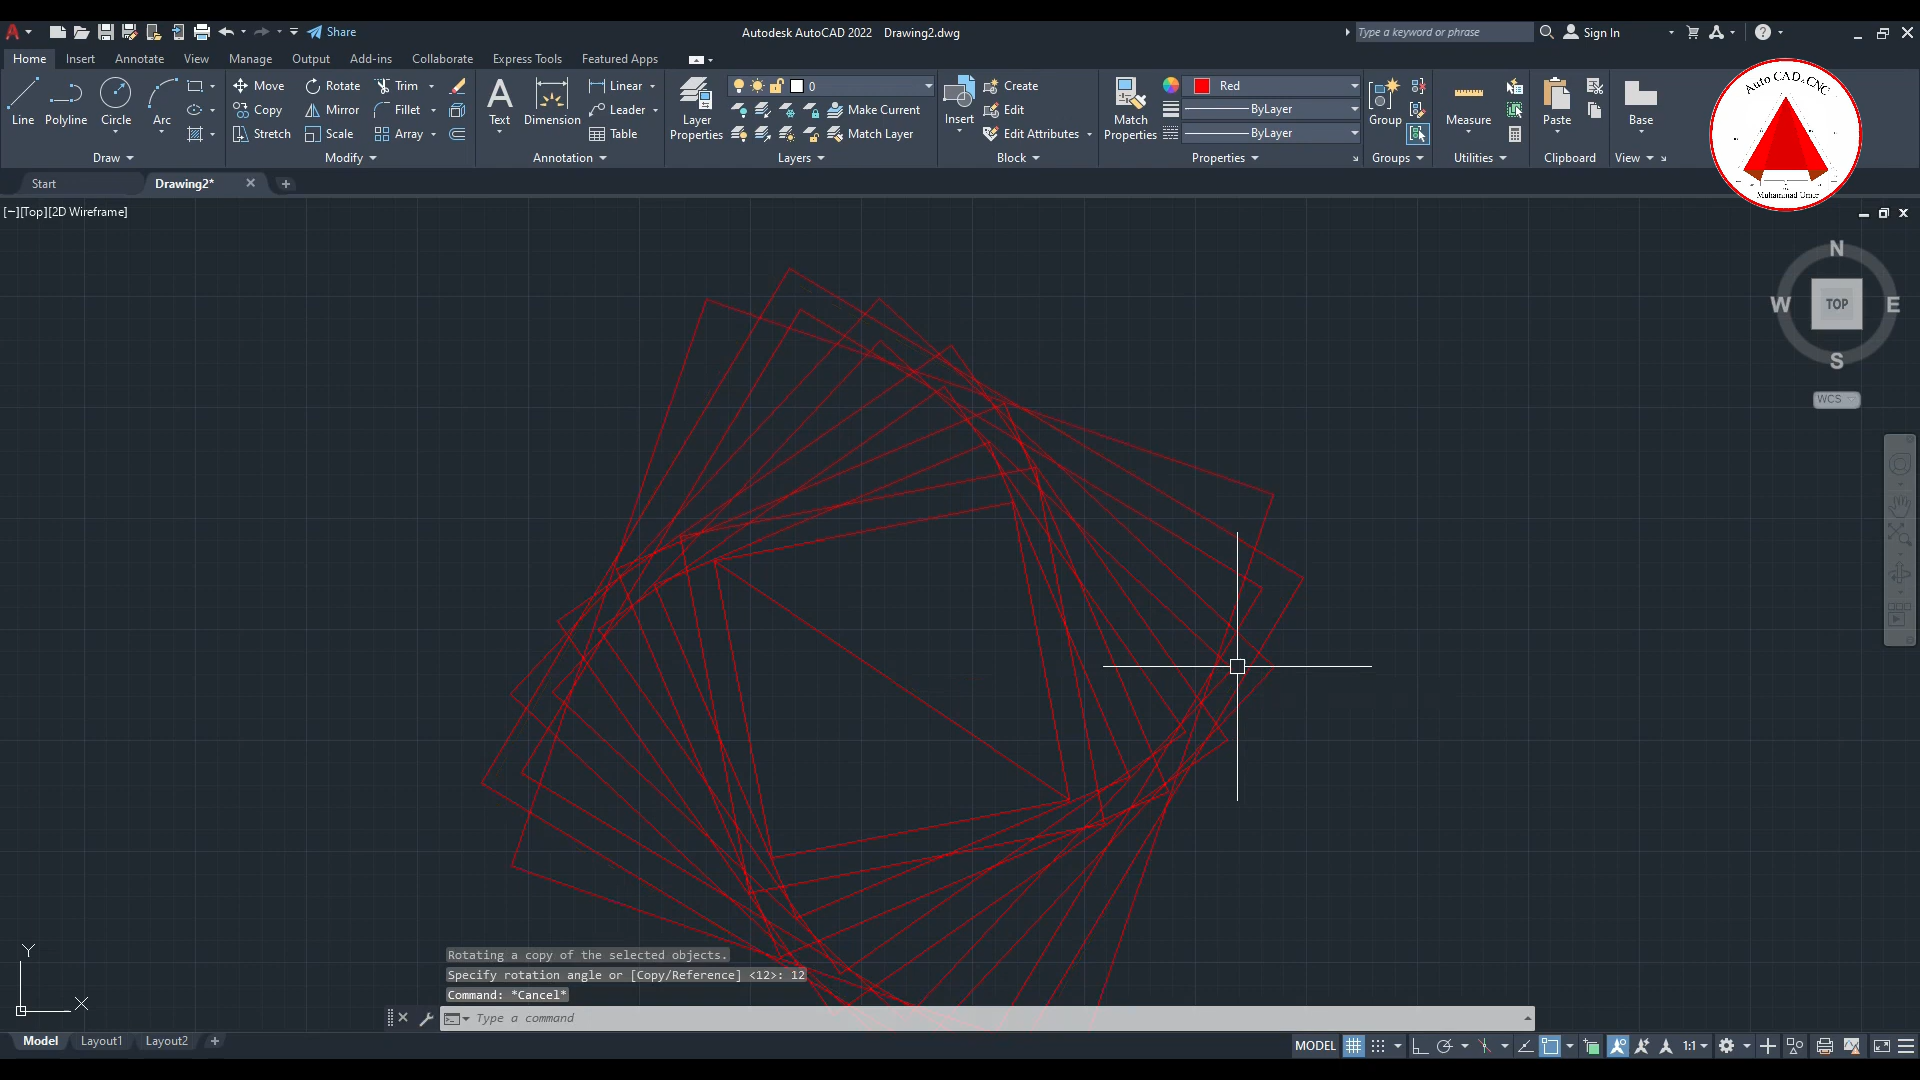 Share
Autodesk AutoCAD 2022 Drawing2.dwg
Type a keyword or phrase
Sign In
Home Insert Annotate View Manage Output Add-ins Collaborate Express Tools Featured Apps
Line
Polyline
Circle
Arc
Draw
Move
Rotate
Trim
Copy
Mirror
Fillet
Stretch
Scale
Array
Modify
Text
Dimension
Linear
Leader
Table
Annotation
Layer
Properties
0
Make Current
Match Layer
Layers
Insert
Create
Edit
Edit Attributes
Block
Match
Properties
Red
ByLayer
ByLayer
Properties
Group
Groups
Measure
Utilities
Paste
Clipboard
Base
View
Auto CAD & CNC
Muhammad Umer
Start
Drawing2*
[−][Top][2D Wireframe]
N
W
TOP
E
S
WCS
Y
X
Rotating a copy of the selected objects.
Specify rotation angle or [Copy/Reference] <12>: 12
Command: *Cancel*
Type a command
Model Layout1 Layout2
MODEL
1:1